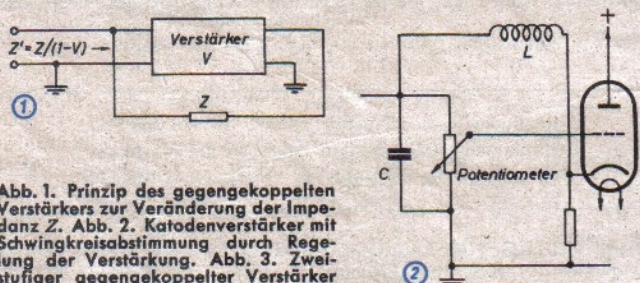 Z'=Z/(1-V)
Verstärker
V
Z
1
L
+
C
Potentiometer
2
Abb. 1. Prinzip des gegengekoppelten
Verstärkers zur Veränderung der Impe-
danz Z. Abb. 2. Katodenverstärker mit
Schwingkreisabstimmung durch Rege-
lung der Verstärkung. Abb. 3. Zwei-
stufiger gegengekoppelter Verstärker